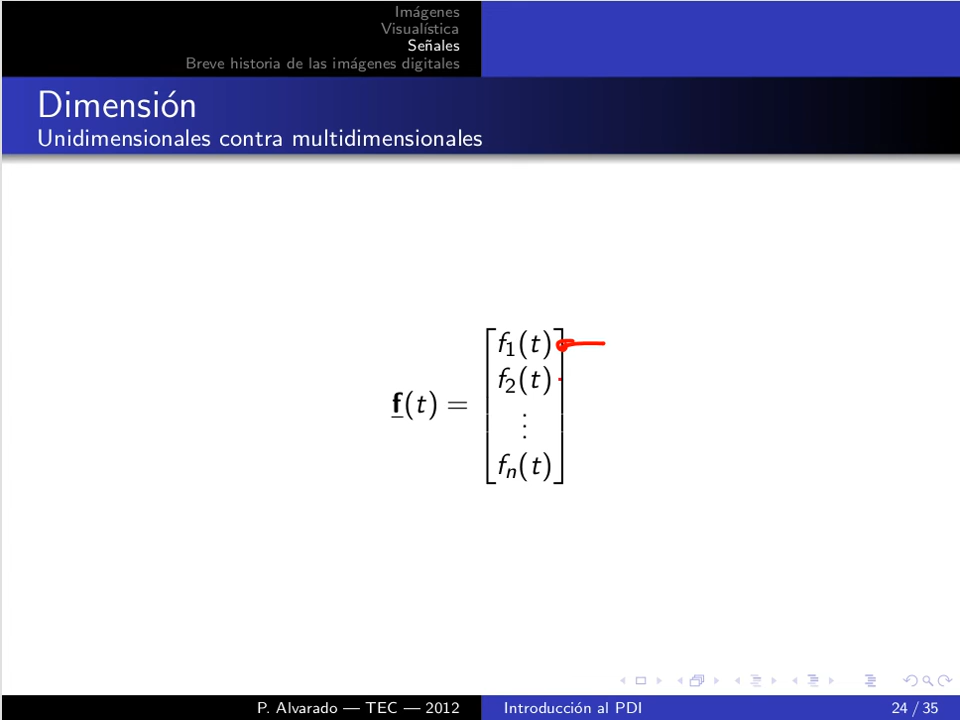 Imágenes
Visualística
Señales
Breve historia de las imágenes digitales
Dimensión
Unidimensionales contra multidimensionales
f(t) =
f1(t)
f2(t)
⋮
fn(t)
P. Alvarado — TEC — 2012
Introducción al PDI
24 / 35